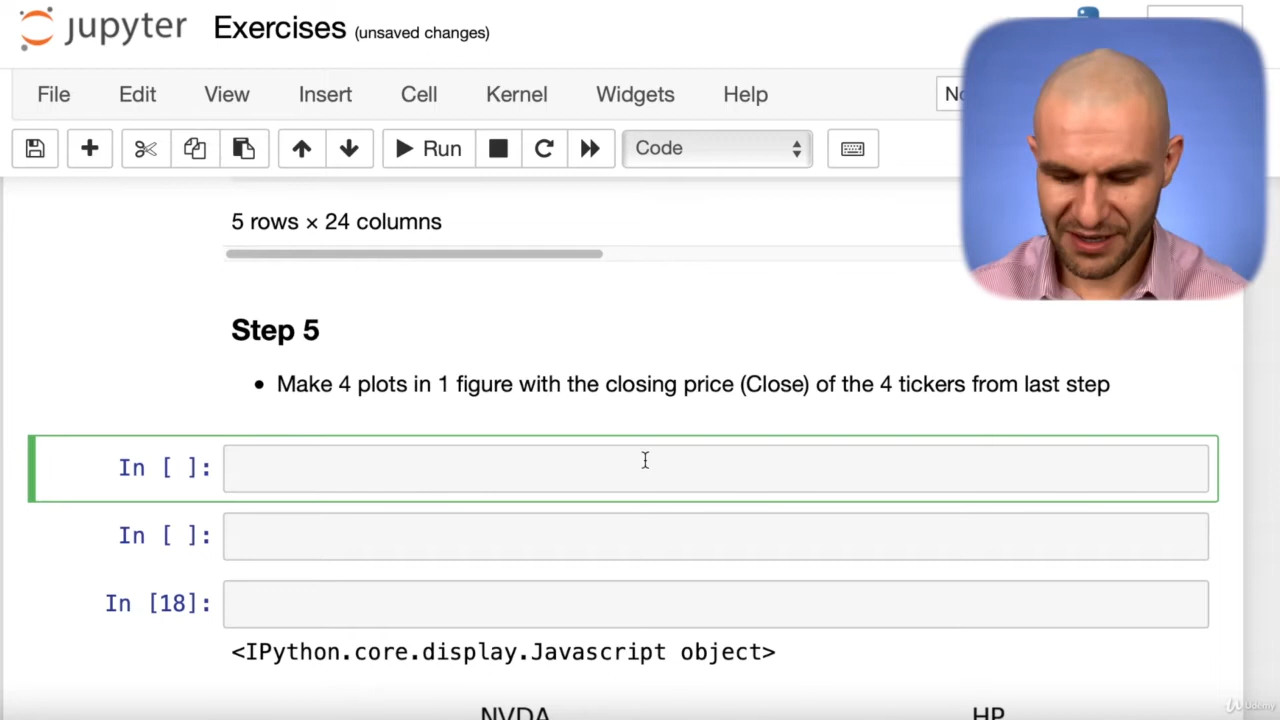 jupyter Exercises (unsaved changes)
File Edit View Insert Cell Kernel Widgets Help
Run Code
5 rows × 24 columns
Step 5
• Make 4 plots in 1 figure with the closing price (Close) of the 4 tickers from last step
In [ ]:
In [ ]:
In [18]:
<IPython.core.display.Javascript object>
NVDA HP
Udemy